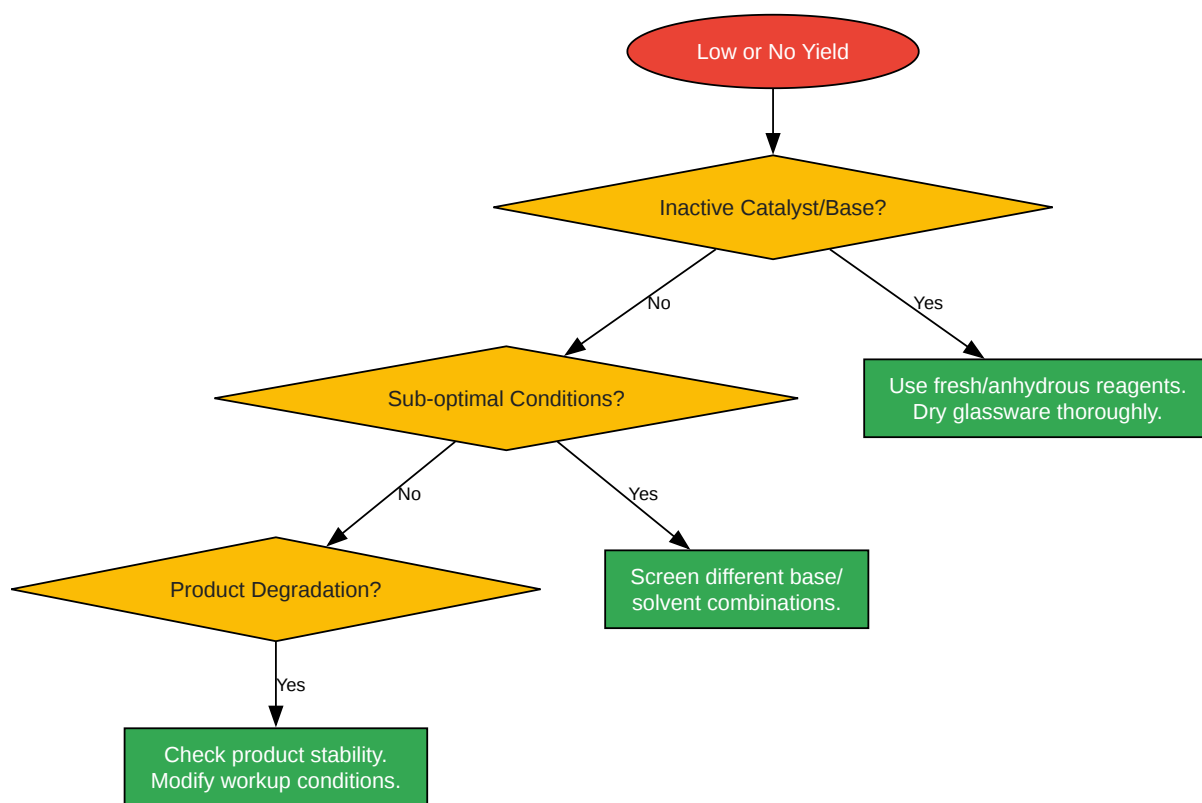 Low or No Yield
Inactive Catalyst/Base?
No
Yes
Sub-optimal Conditions?
Use fresh/anhydrous reagents.
Dry glassware thoroughly.
No
Yes
Product Degradation?
Screen different base/
solvent combinations.
Yes
Check product stability.
Modify workup conditions.